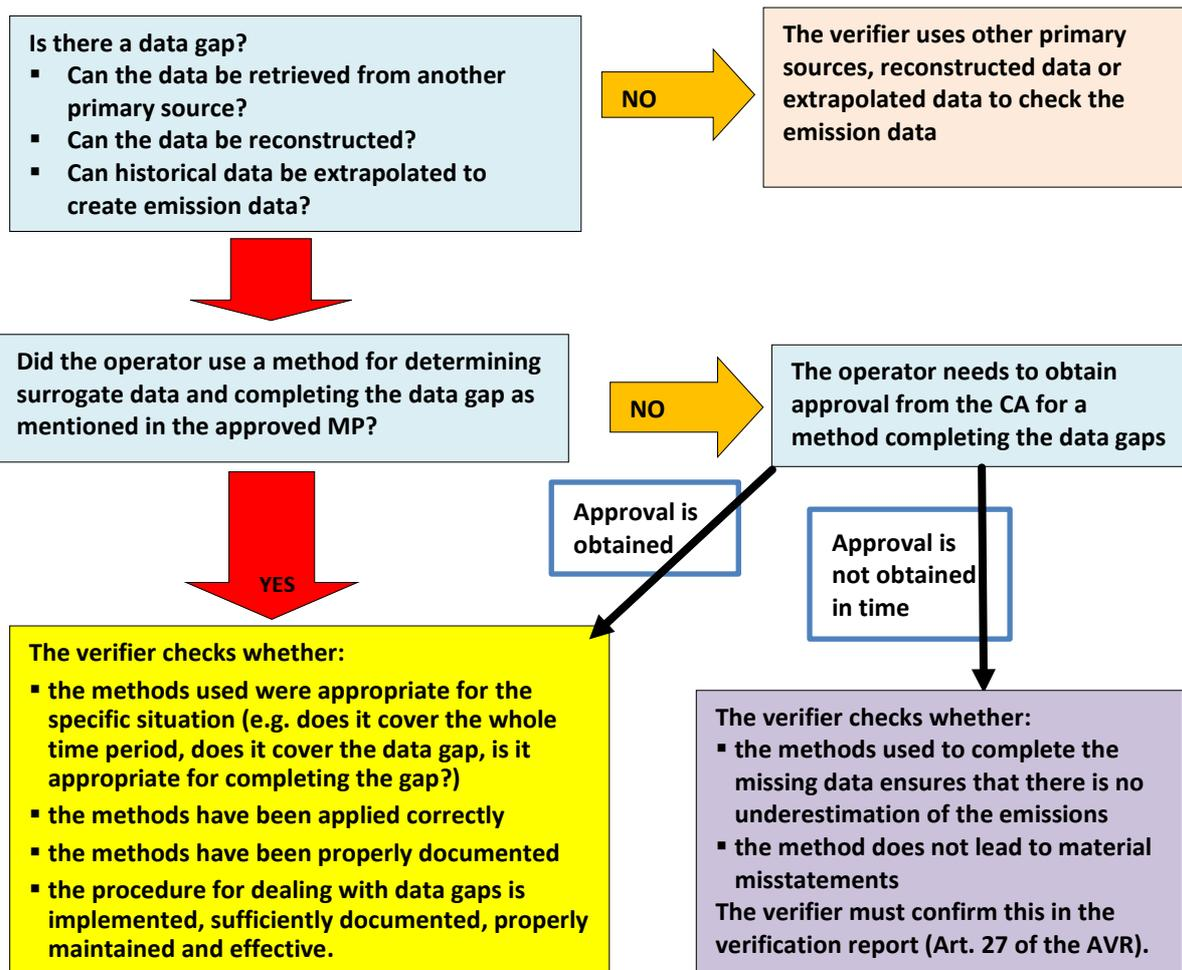 Is there a data gap?
▪ Can the data be retrieved from another
primary source?
▪ Can the data be reconstructed?
▪ Can historical data be extrapolated to
create emission data?
NO
The verifier uses other primary
sources, reconstructed data or
extrapolated data to check the
emission data
Did the operator use a method for determining
surrogate data and completing the data gap as
mentioned in the approved MP?
NO
The operator needs to obtain
approval from the CA for a
method completing the data gaps
YES
Approval is
obtained
Approval is
not obtained
in time
The verifier checks whether:
▪ the methods used were appropriate for the
specific situation (e.g. does it cover the whole
time period, does it cover the data gap, is it
appropriate for completing the gap?)
▪ the methods have been applied correctly
▪ the methods have been properly documented
▪ the procedure for dealing with data gaps is
implemented, sufficiently documented, properly
maintained and effective.
The verifier checks whether:
▪ the methods used to complete the
missing data ensures that there is no
underestimation of the emissions
▪ the method does not lead to material
misstatements
The verifier must confirm this in the
verification report (Art. 27 of the AVR).